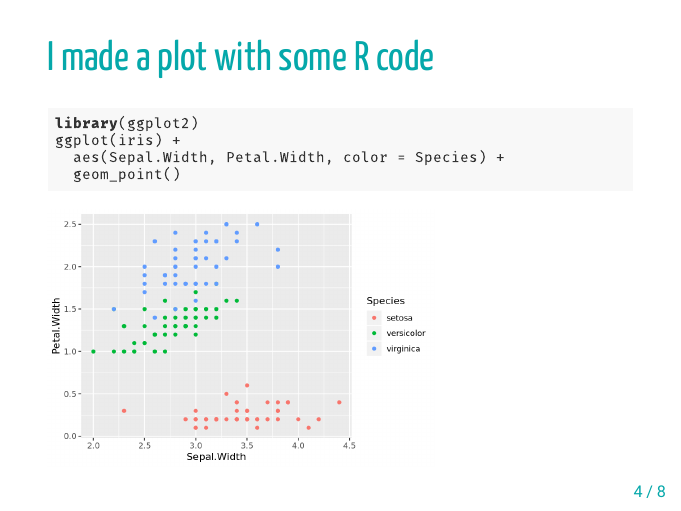 I made a plot with some R code
library(ggplot2)
ggplot(iris) +
  aes(Sepal.Width, Petal.Width, color = Species) +
  geom_point()
2.5
2.0
1.5
1.0
0.5
0.0
Petal.Width
2.0 2.5 3.0 3.5 4.0 4.5
Sepal.Width
Species
setosa
versicolor
virginica
4 / 8